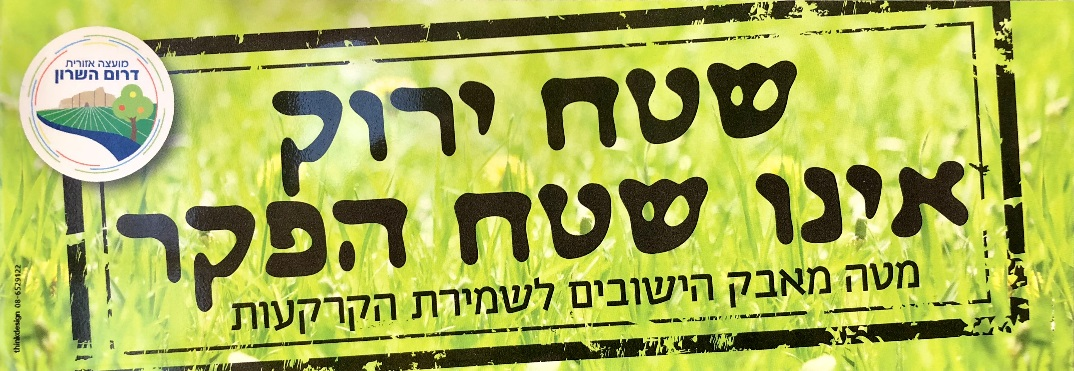 מועצה אזורית
דרום השרון
שטח ירוק
אינו שטח הפקר
מטה מאבק הישובים לשמירת הקרקעות
thinkdesign 08-6529122